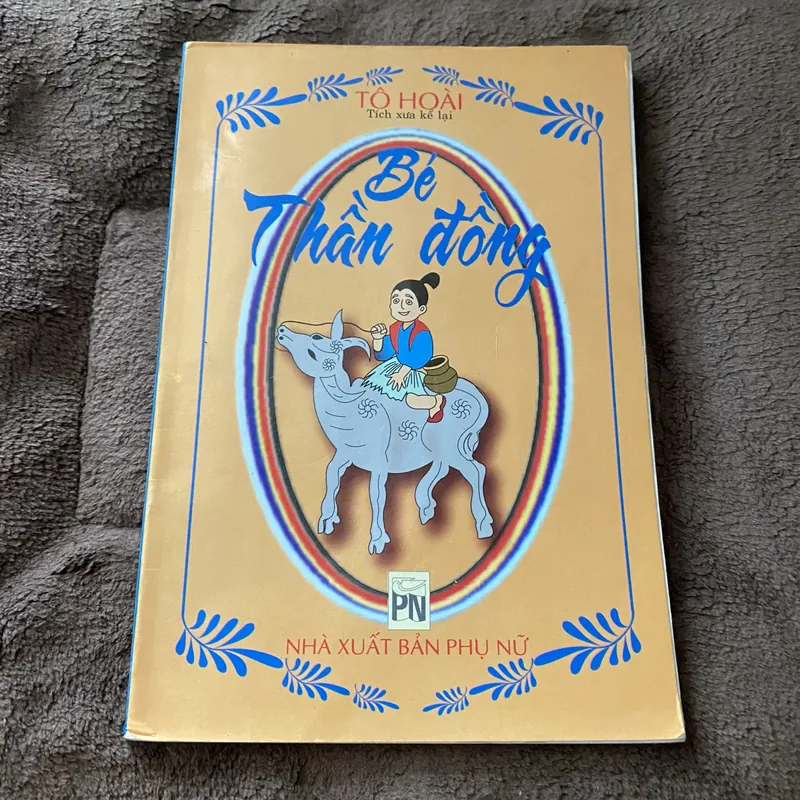 TÔ HOÀI
Tích xưa kể lại
Bé
Thần đồng
PN
NHÀ XUẤT BẢN PHỤ NỮ